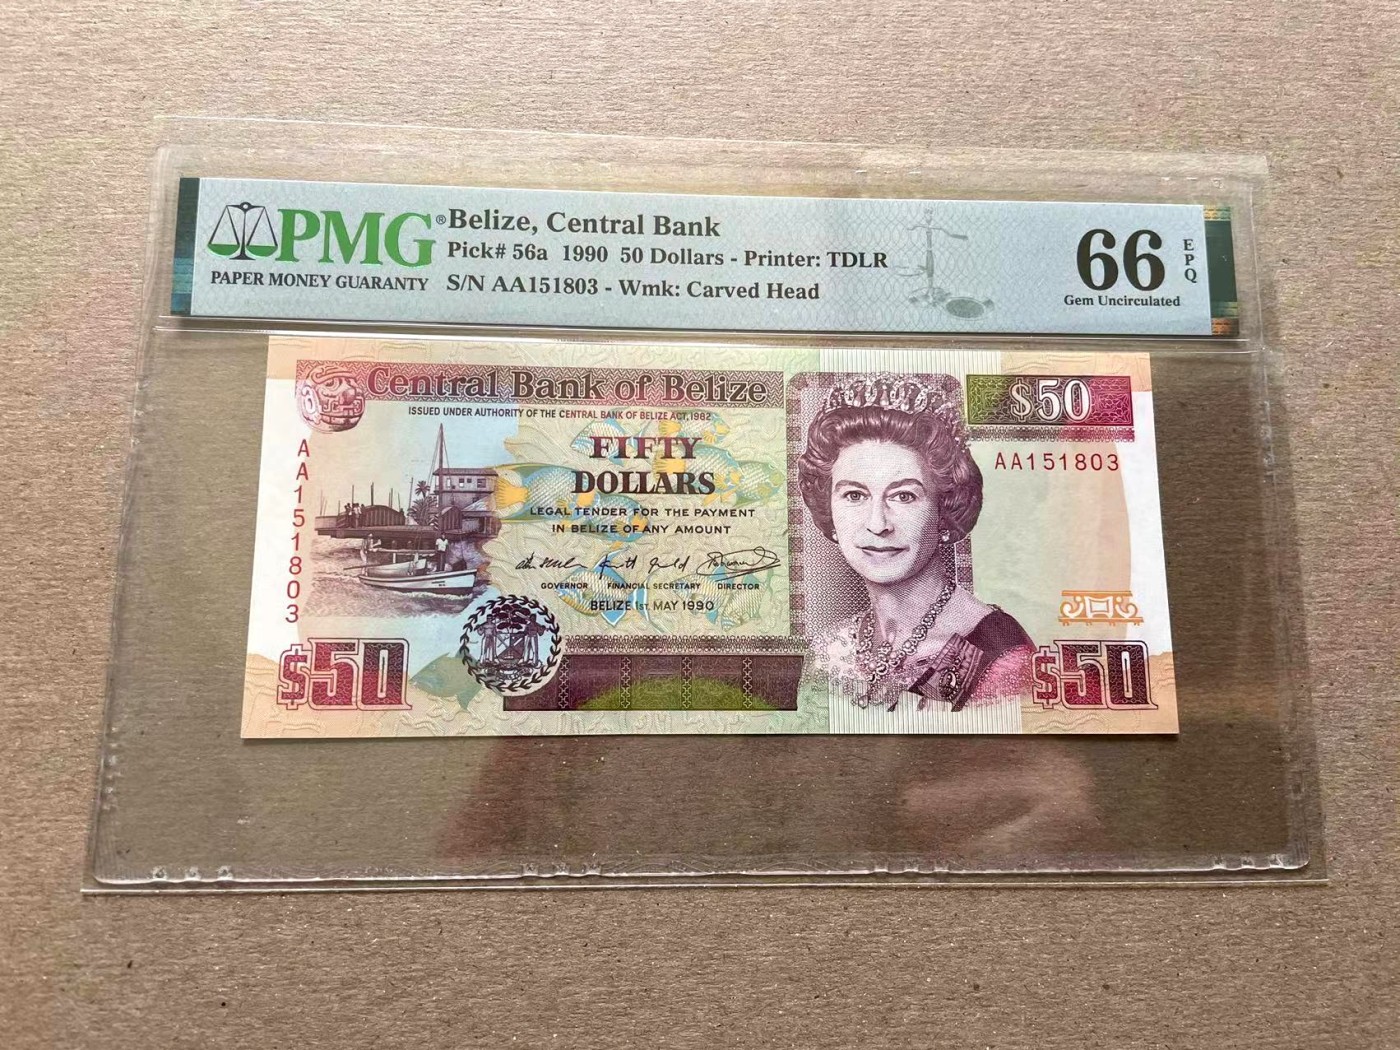 PMG®
PAPER MONEY GUARANTY
Belize, Central Bank
Pick# 56a 1990 50 Dollars - Printer: TDLR
S/N AA151803 - Wmk: Carved Head
66
EPQ
Gem Uncirculated
Central Bank of Belize
ISSUED UNDER AUTHORITY OF THE CENTRAL BANK OF BELIZE ACT, 1982
$50
AA151803
AA151803
FIFTY
DOLLARS
LEGAL TENDER FOR THE PAYMENT
IN BELIZE OF ANY AMOUNT
GOVERNOR FINANCIAL SECRETARY DIRECTOR
BELIZE 1ST. MAY 1990
$50
$50